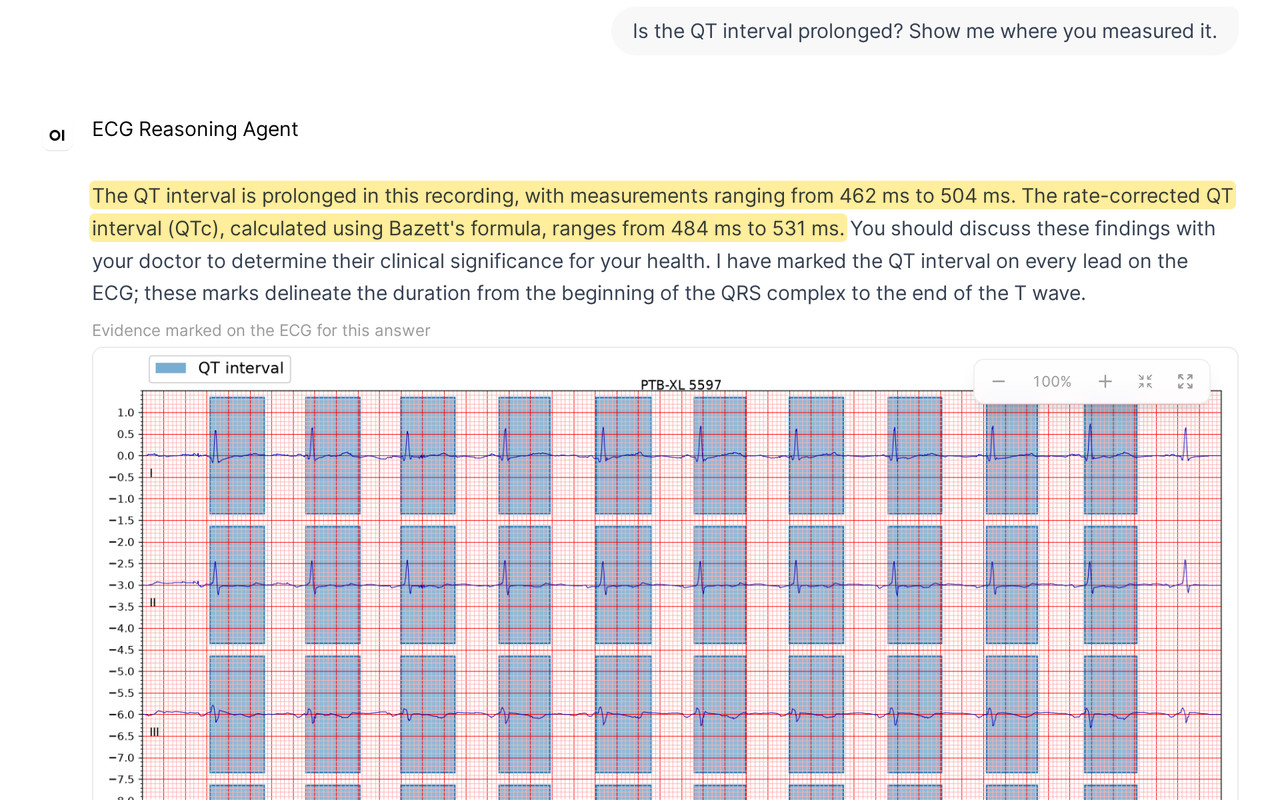 Is the QT interval prolonged? Show me where you measured it.
OI
ECG Reasoning Agent
The QT interval is prolonged in this recording, with measurements ranging from 462 ms to 504 ms. The rate-corrected QT
interval (QTc), calculated using Bazett's formula, ranges from 484 ms to 531 ms. You should discuss these findings with
your doctor to determine their clinical significance for your health. I have marked the QT interval on every lead on the
ECG; these marks delineate the duration from the beginning of the QRS complex to the end of the T wave.
Evidence marked on the ECG for this answer
QT interval
PTB-XL 5597
− 100% +
1.0
0.5
0.0
I
−0.5
−1.0
−1.5
−2.0
−2.5
−3.0
II
−3.5
−4.0
−4.5
−5.0
−5.5
−6.0
III
−6.5
−7.0
−7.5
−8.0